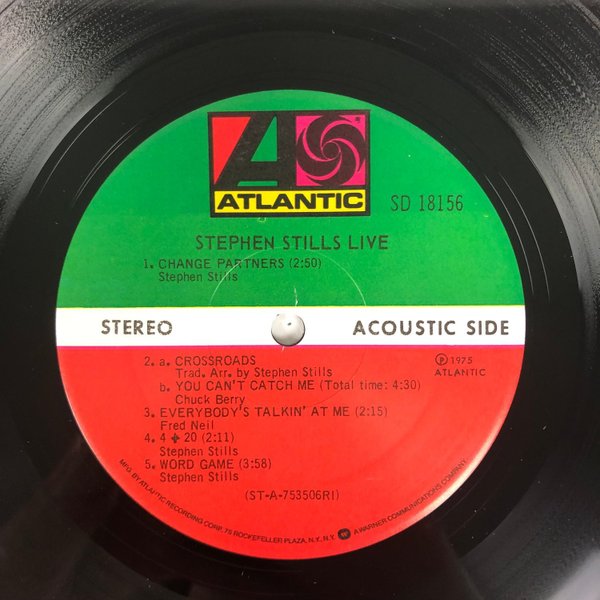 ATLANTIC
SD 18156
STEPHEN STILLS LIVE
1. CHANGE PARTNERS (2:50)
Stephen Stills
STEREO
ACOUSTIC SIDE
2. a. CROSSROADS
Trad. Arr. by Stephen Stills
b. YOU CAN'T CATCH ME (Total time: 4:30)
Chuck Berry
℗ 1975
ATLANTIC
3. EVERYBODY'S TALKIN' AT ME (2:15)
Fred Neil
4. 4 + 20 (2:11)
Stephen Stills
5. WORD GAME (3:58)
Stephen Stills
(ST-A-753506RI)
MFG. BY ATLANTIC RECORDING CORP. 75 ROCKEFELLER PLAZA, N.Y. N.Y. A WARNER COMMUNICATIONS COMPANY